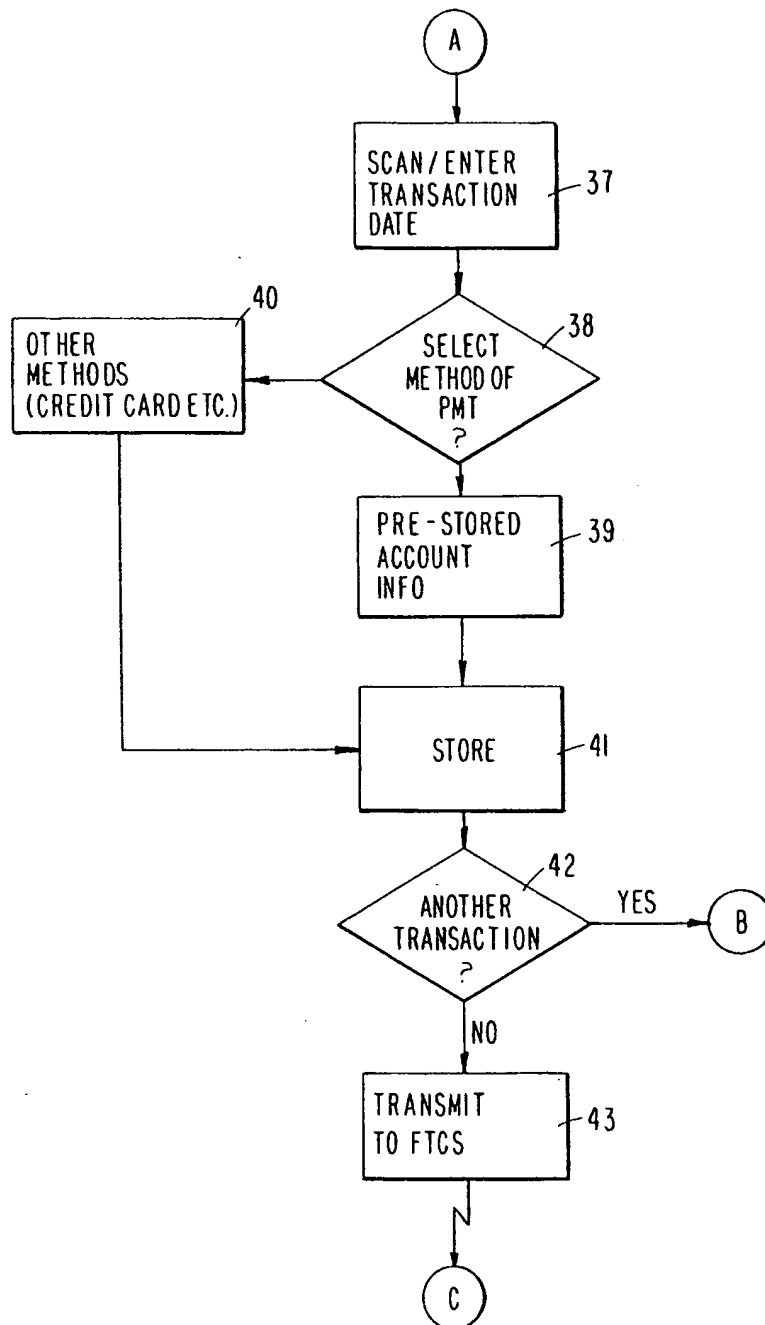 A
SCAN/ENTER
TRANSACTION
DATE
37
40
OTHER
METHODS
(CREDIT CARD ETC.)
38
SELECT
METHOD OF
PMT
?
PRE-STORED
ACCOUNT
INFO
39
STORE
41
42
ANOTHER
TRANSACTION
?
YES
B
NO
TRANSMIT
TO FTCS
43
C